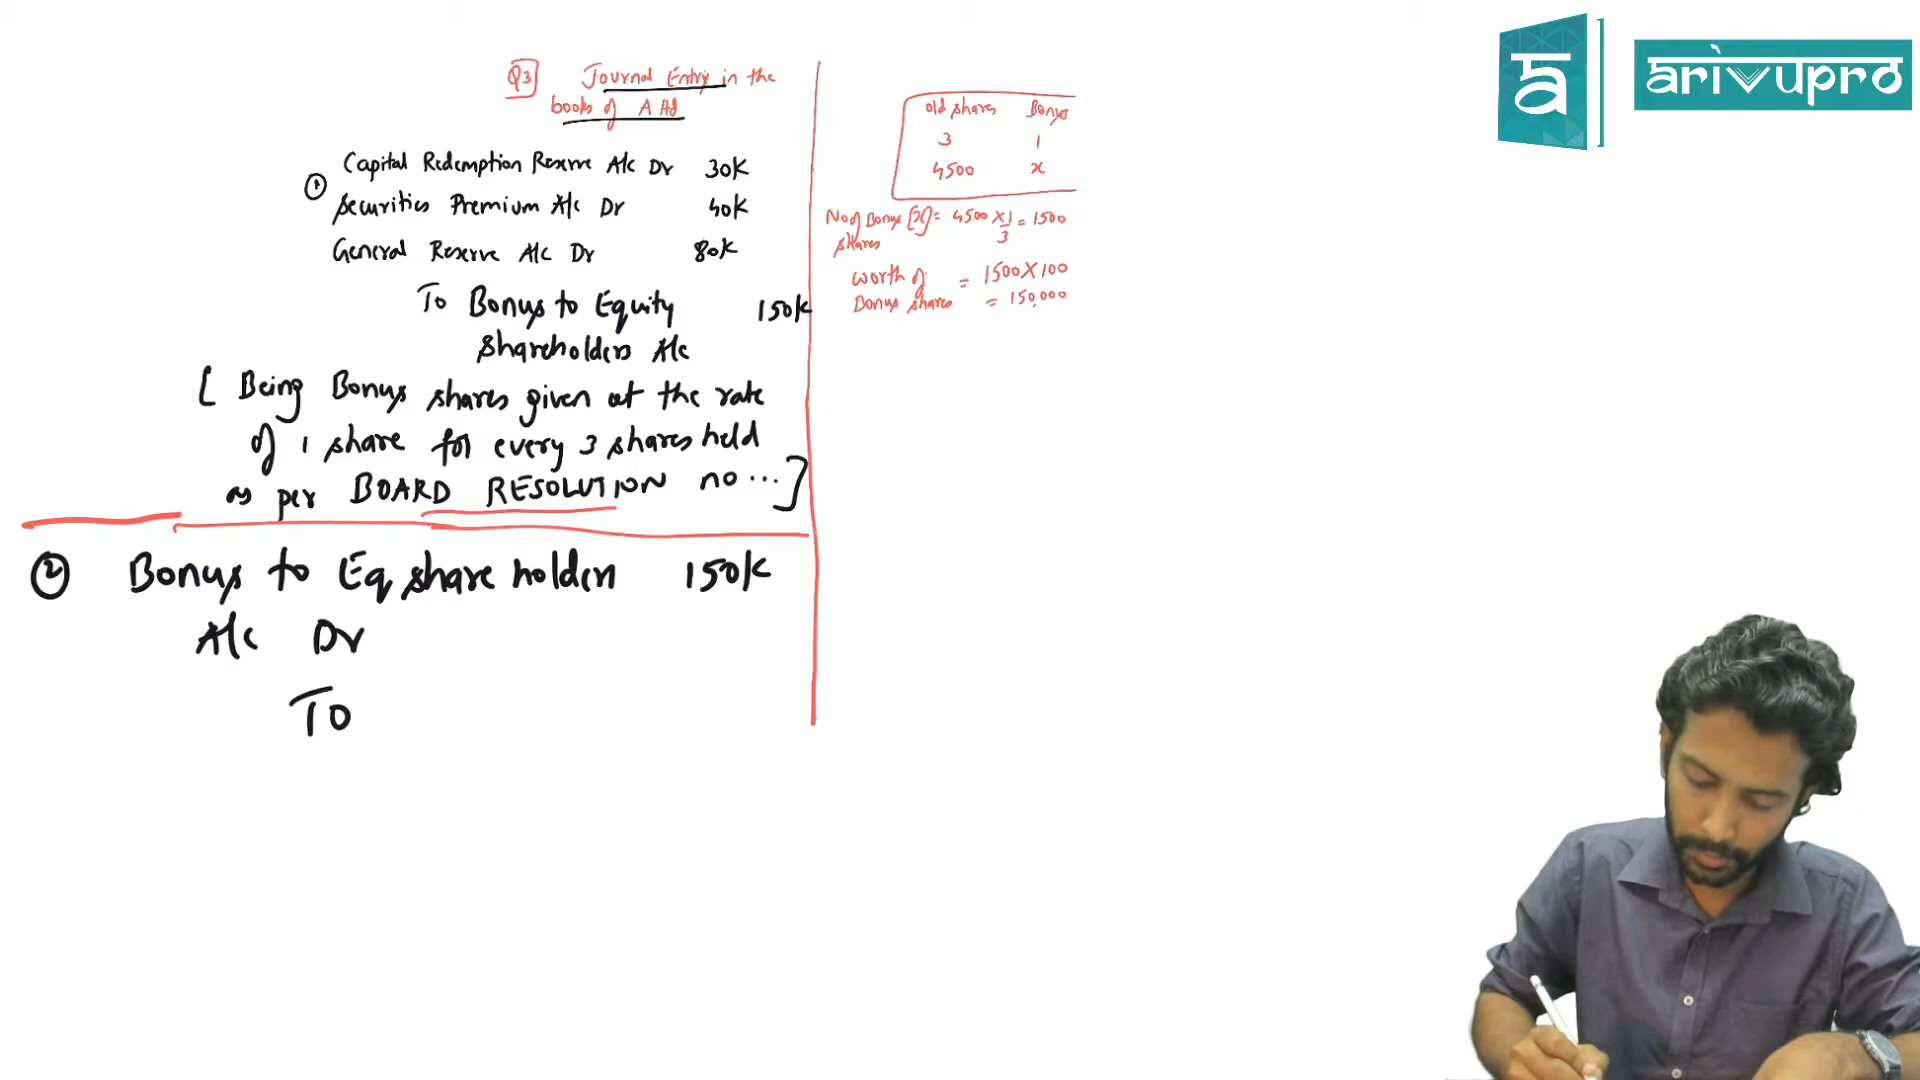 Q3 Journal Entry in the
books of A ltd
① Capital Redemption Reserve A/c Dr 30K
Securities Premium A/c Dr 40K
General Reserve A/c Dr 80K
To Bonus to Equity 150K
Shareholders A/c
[ Being Bonus shares given at the rate
of 1 share for every 3 shares held
as per BOARD RESOLUTION no ... ]
② Bonus to Eq share holders 150K
A/c Dr
To
old shares Bonus
3 1
4500 x
No of Bonus [x] = 4500 X 1/3 = 1500
shares
worth of = 1500 X 100
Bonus shares = 150,000
arivupro